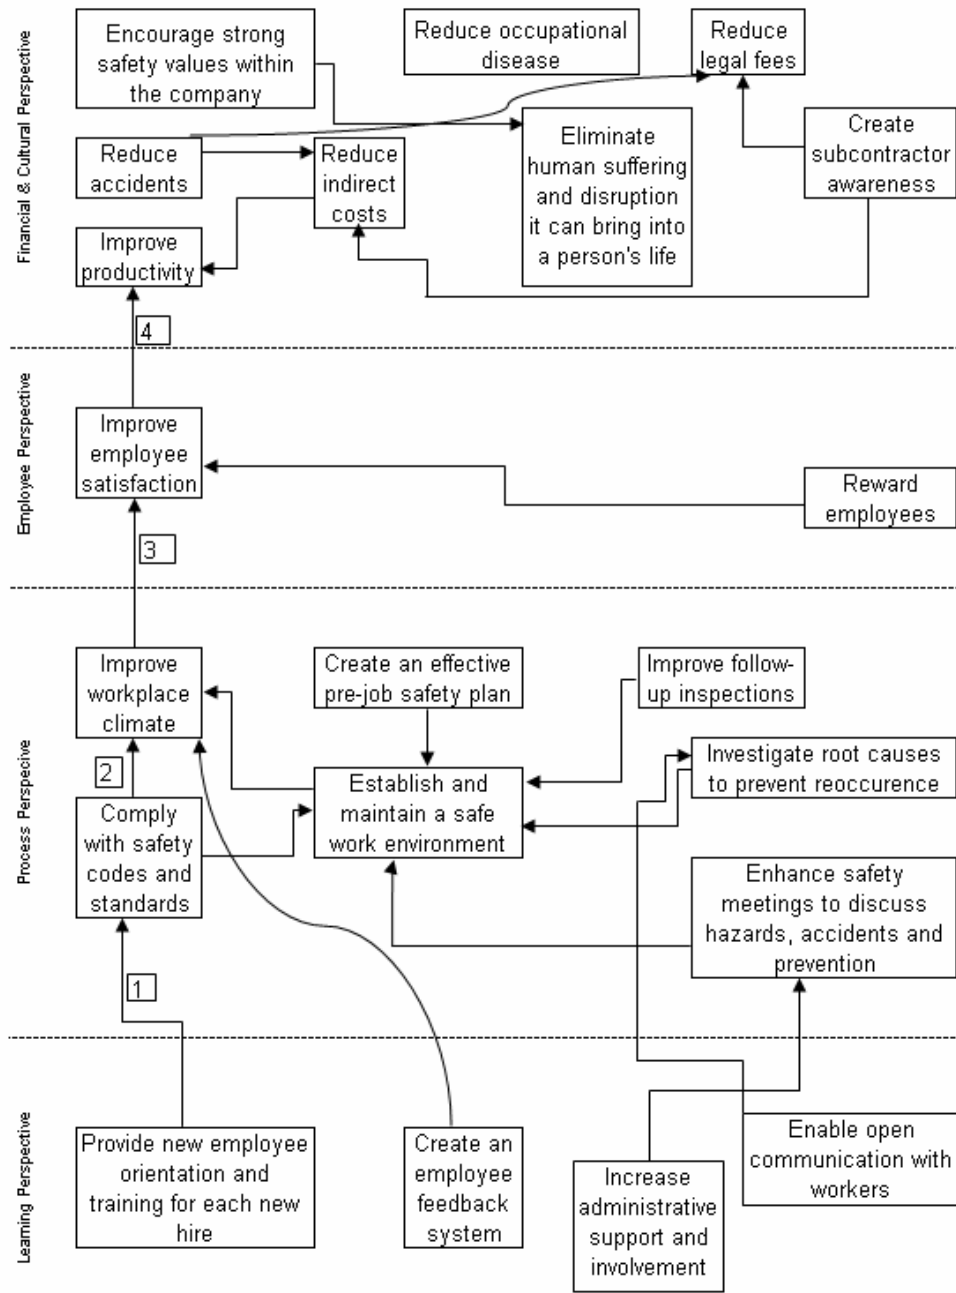 Financial & Cultural Perspective
Encourage strong
safety values within
the company
Reduce occupational
disease
Reduce
legal fees
Reduce
accidents
Reduce
indirect
costs
Eliminate
human suffering
and disruption
it can bring into
a person's life
Create
subcontractor
awareness
Improve
productivity
4
Employee Perspective
Improve
employee
satisfaction
Reward
employees
3
Process Perspecive
Improve
workplace
climate
Create an effective
pre-job safety plan
Improve follow-
up inspections
2
Establish and
maintain a safe
work environment
Investigate root causes
to prevent reoccurence
Comply
with safety
codes and
standards
Enhance safety
meetings to discuss
hazards, accidents and
prevention
1
Learning Perspective
Provide new employee
orientation and
training for each new
hire
Create an
employee
feedback
system
Increase
administrative
support and
involvement
Enable open
communication with
workers